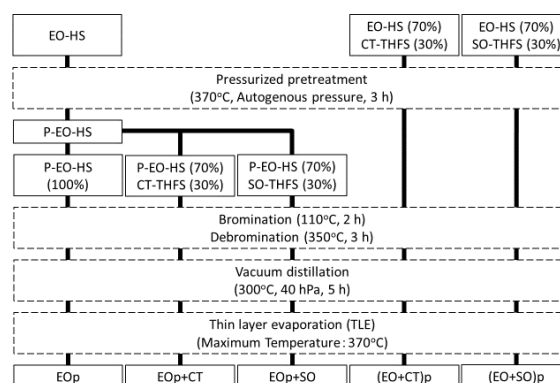 EO-HS
EO-HS (70%)
CT-THFS (30%)
EO-HS (70%)
SO-THFS (30%)
Pressurized pretreatment
(370°C, Autogenous pressure, 3 h)
P-EO-HS
P-EO-HS
(100%)
P-EO-HS (70%)
CT-THFS (30%)
P-EO-HS (70%)
SO-THFS (30%)
Bromination (110°C, 2 h)
Debromination (350°C, 3 h)
Vacuum distillation
(300°C, 40 hPa, 5 h)
Thin layer evaporation (TLE)
(Maximum Temperature: 370°C)
EOp
EOp+CT
EOp+SO
(EO+CT)p
(EO+SO)p